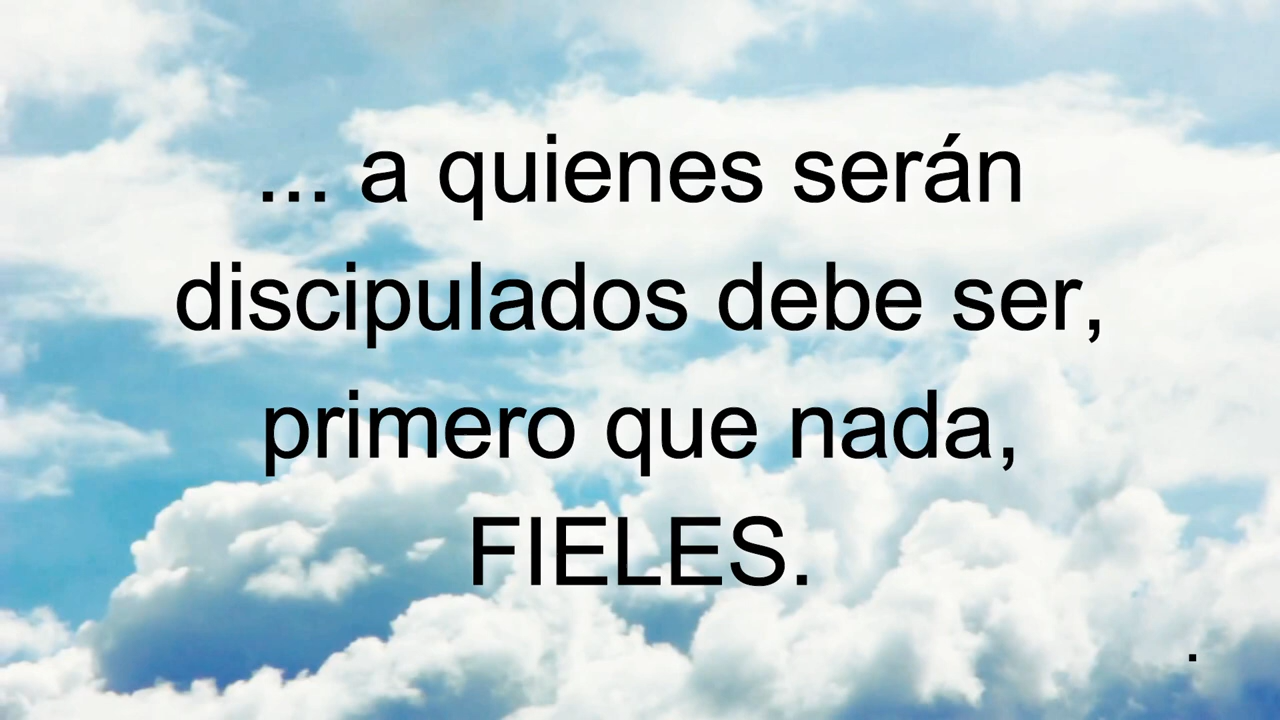 ... a quienes serán
discipulados debe ser,
primero que nada,
FIELES.
.